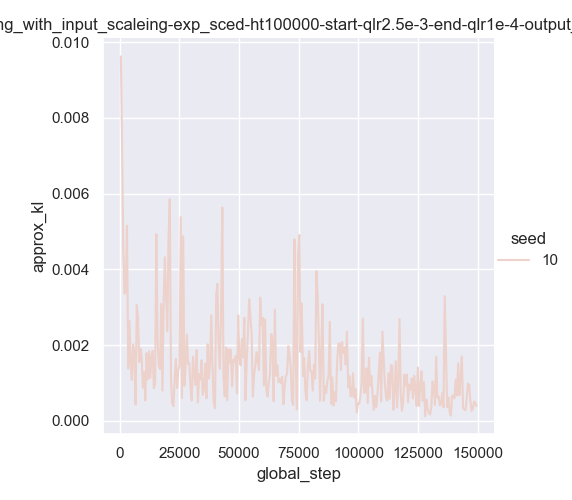 ng_with_input_scaleing-exp_sced-ht100000-start-qlr2.5e-3-end-qlr1e-4-output_
0.010
0.008
0.006
0.004
0.002
0.000
approx_kl
0 25000 50000 75000 100000 125000 150000
global_step
seed
10